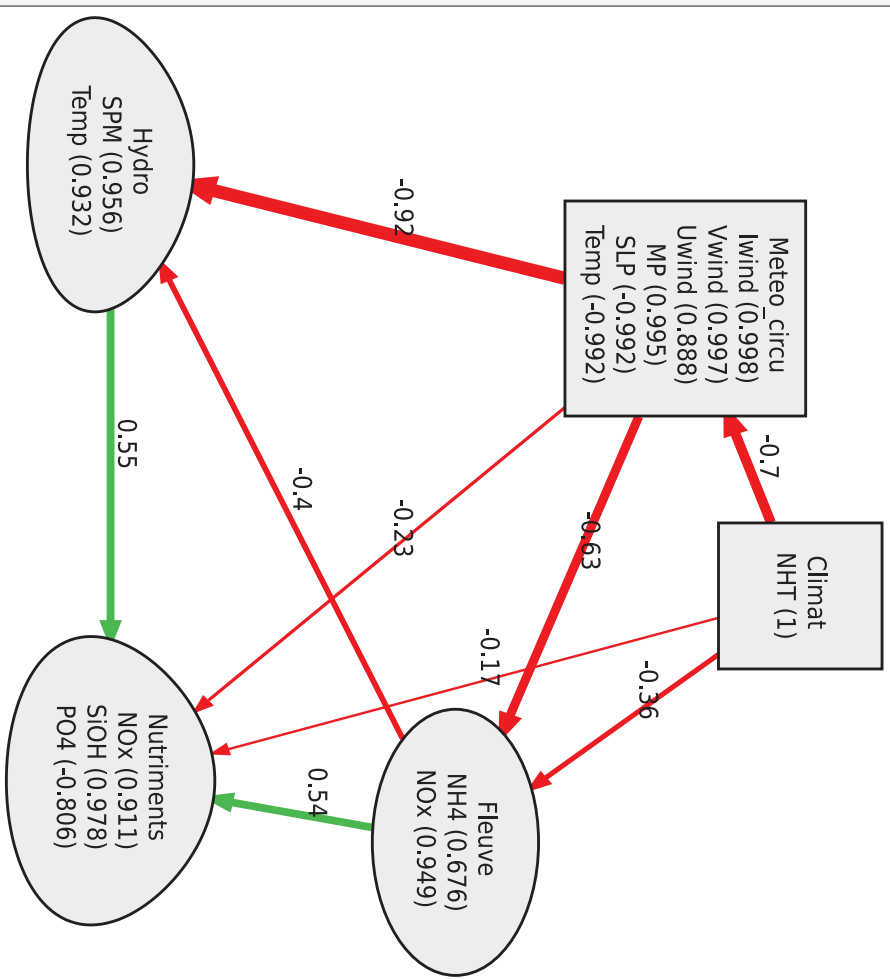 Climat
NHT (1)
-0.7
-0.36
-0.17
Meteo_circu
Iwind (0.998)
Vwind (0.997)
Uwind (0.888)
MP (0.995)
SLP (-0.992)
Temp (-0.992)
-0.63
-0.92
-0.23
Fleuve
NH4 (0.676)
NOx (0.949)
-0.4
0.54
Hydro
SPM (0.956)
Temp (0.932)
0.55
Nutriments
NOx (0.911)
SiOH (0.978)
PO4 (-0.806)